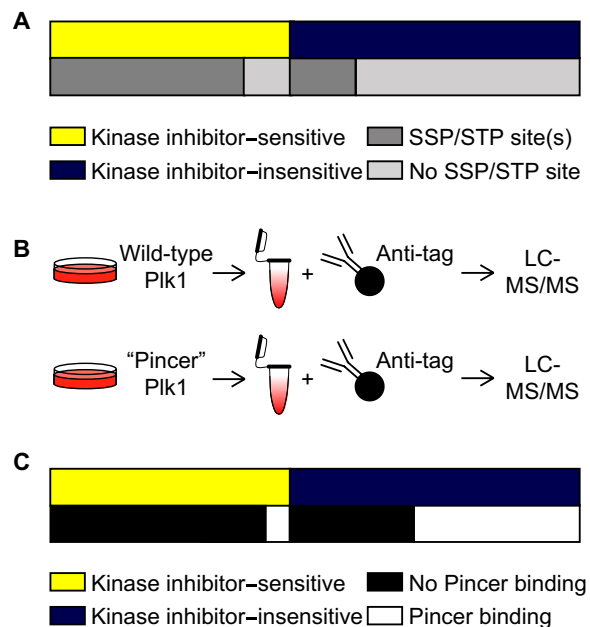 A
Kinase inhibitor–sensitive
SSP/STP site(s)
Kinase inhibitor–insensitive
No SSP/STP site
B
Wild-type
Plk1
+
Anti-tag
LC-
MS/MS
“Pincer”
Plk1
+
Anti-tag
LC-
MS/MS
C
Kinase inhibitor–sensitive
No Pincer binding
Kinase inhibitor–insensitive
Pincer binding